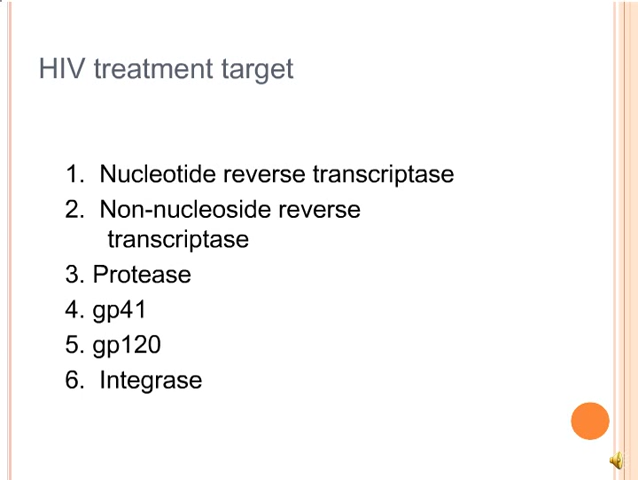 HIV treatment target
1. Nucleotide reverse transcriptase
2. Non-nucleoside reverse
transcriptase
3. Protease
4. gp41
5. gp120
6. Integrase